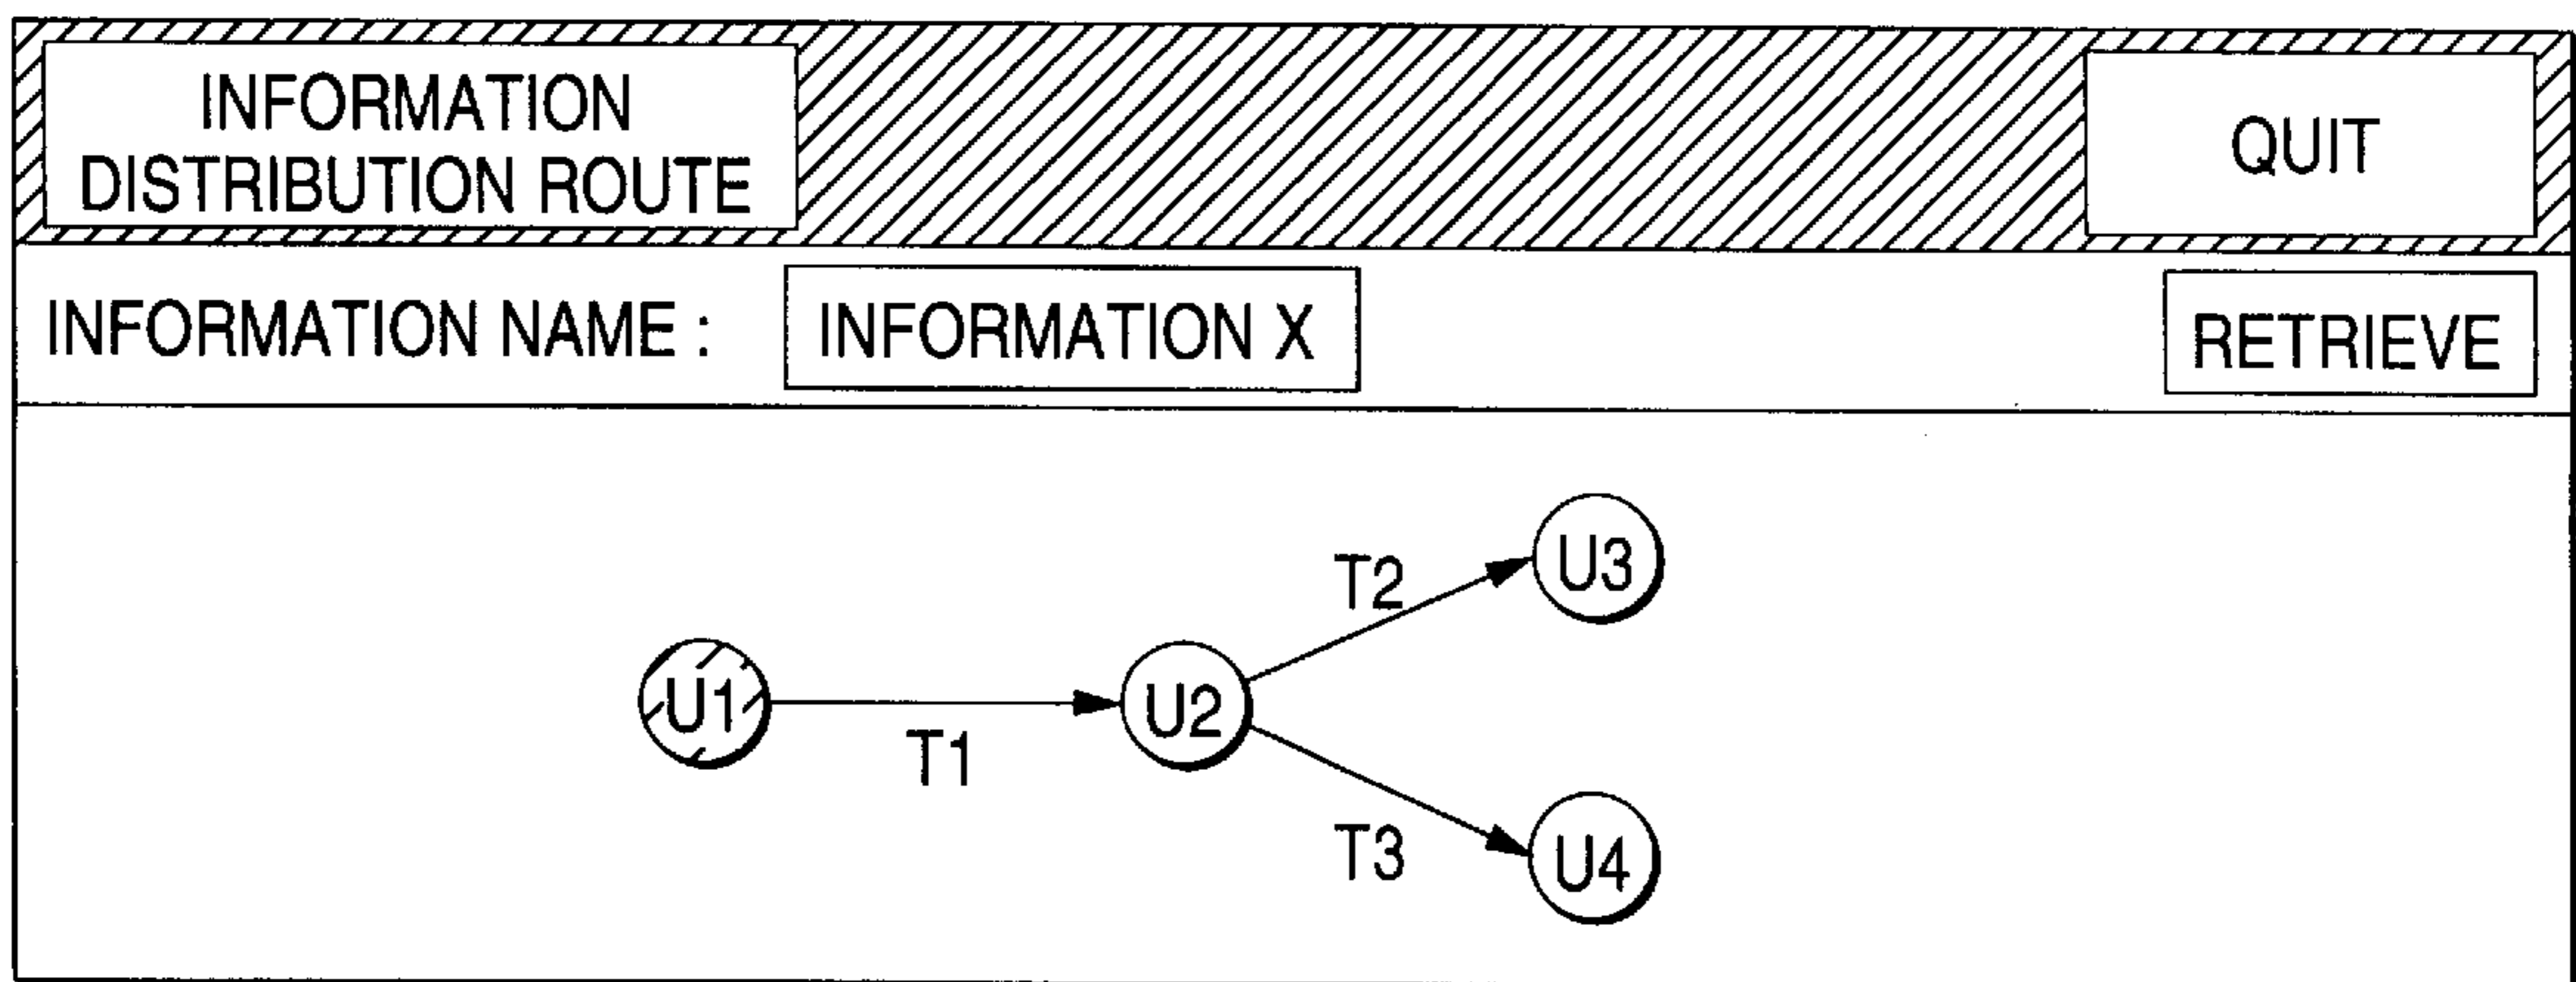 INFORMATION
DISTRIBUTION ROUTE
QUIT
INFORMATION NAME : INFORMATION X RETRIEVE
T2 U3
U1 T1 U2
T3 U4